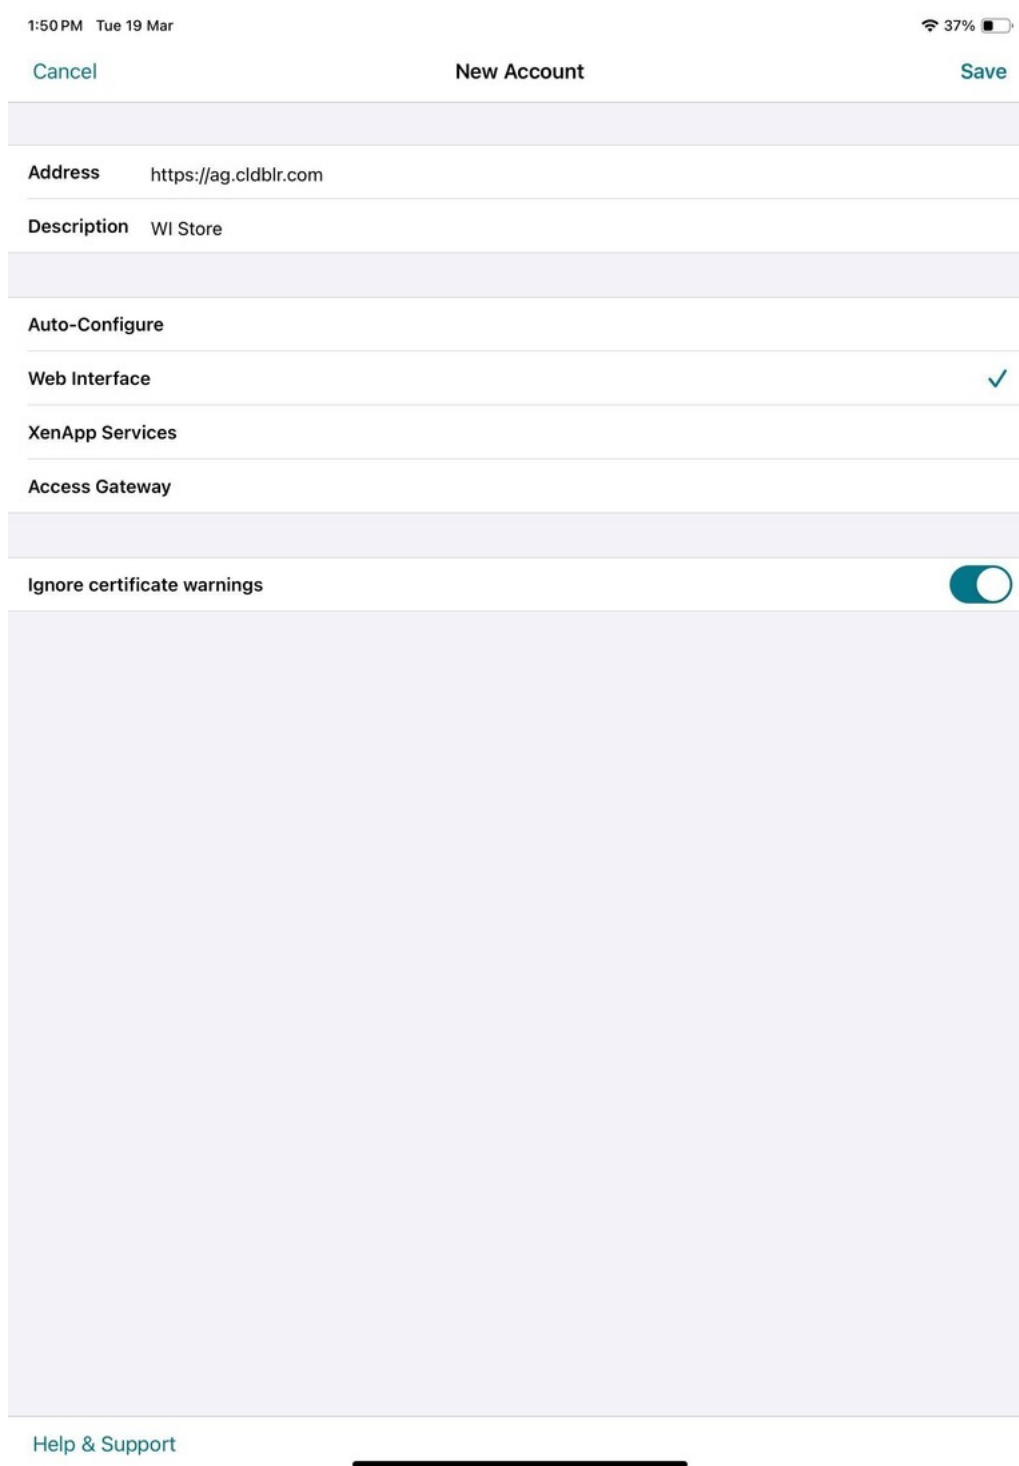 1:50 PM Tue 19 Mar 37%
Cancel New Account Save
Address https://ag.cldblr.com
Description WI Store
Auto-Configure
Web Interface
XenApp Services
Access Gateway
Ignore certificate warnings
Help & Support